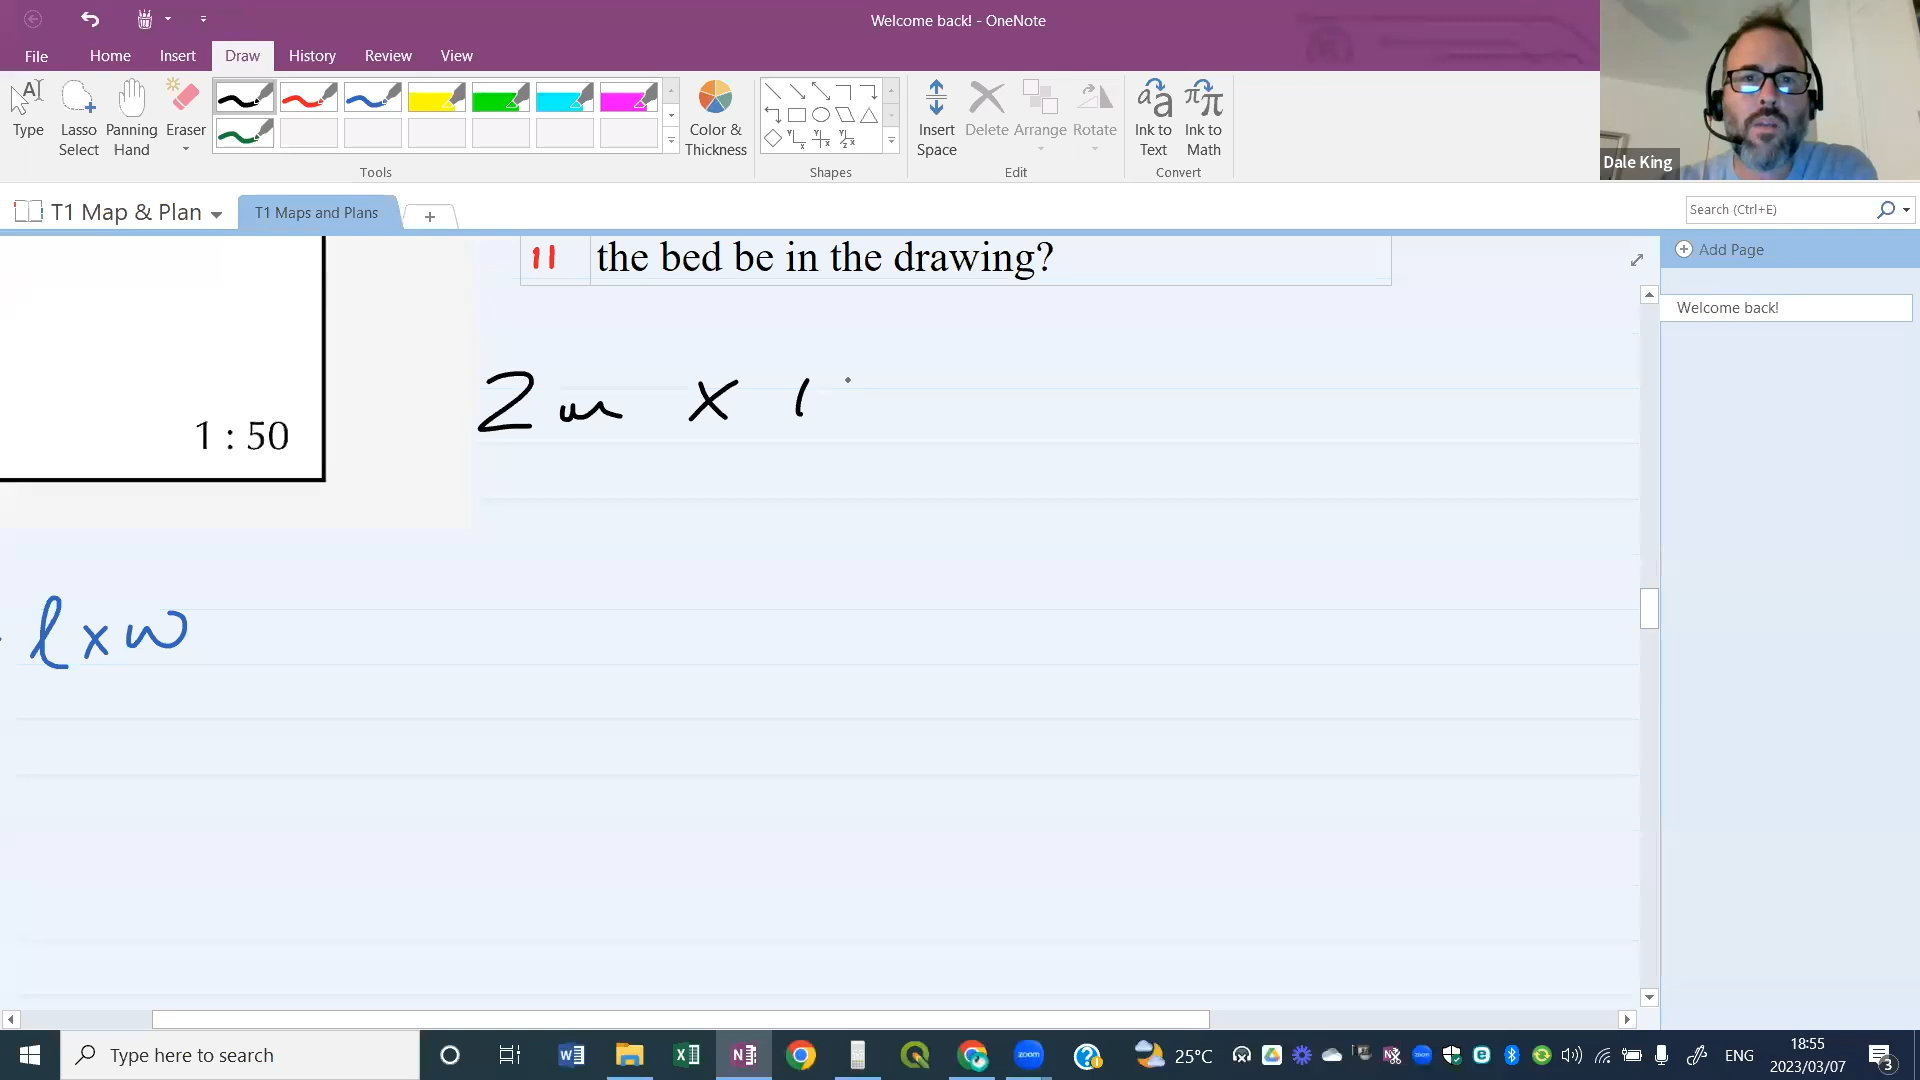 Welcome back! - OneNote
File Home Insert Draw History Review View
Type
Lasso Select
Panning Hand
Eraser
Color & Thickness
Insert Space
Delete
Arrange
Rotate
Ink to Text
Ink to Math
Tools
Shapes
Edit
Convert
Dale King
T1 Map & Plan
T1 Maps and Plans
Search (Ctrl+E)
Add Page
Welcome back!
11 the bed be in the drawing?
2 m x 1
1 : 50
l x w
Type here to search
25°C
ENG
18:55
2023/03/07
3
zoom